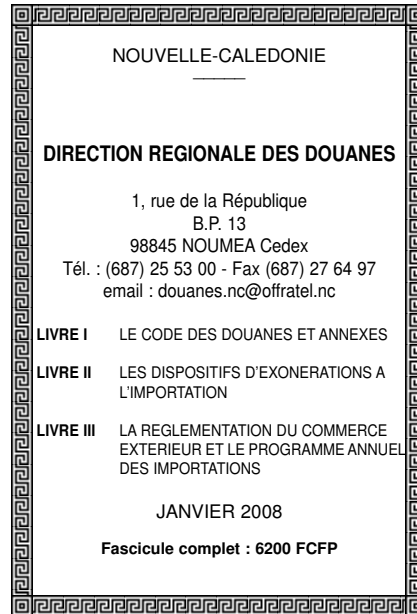 NOUVELLE-CALEDONIE
DIRECTION REGIONALE DES DOUANES
1, rue de la République
B.P. 13
98845 NOUMEA Cedex
Tél. : (687) 25 53 00 - Fax (687) 27 64 97
email : douanes.nc@offratel.nc
LIVRE I LE CODE DES DOUANES ET ANNEXES
LIVRE II LES DISPOSITIFS D'EXONERATIONS A
L'IMPORTATION
LIVRE III LA REGLEMENTATION DU COMMERCE
EXTERIEUR ET LE PROGRAMME ANNUEL
DES IMPORTATIONS
JANVIER 2008
Fascicule complet : 6200 FCFP